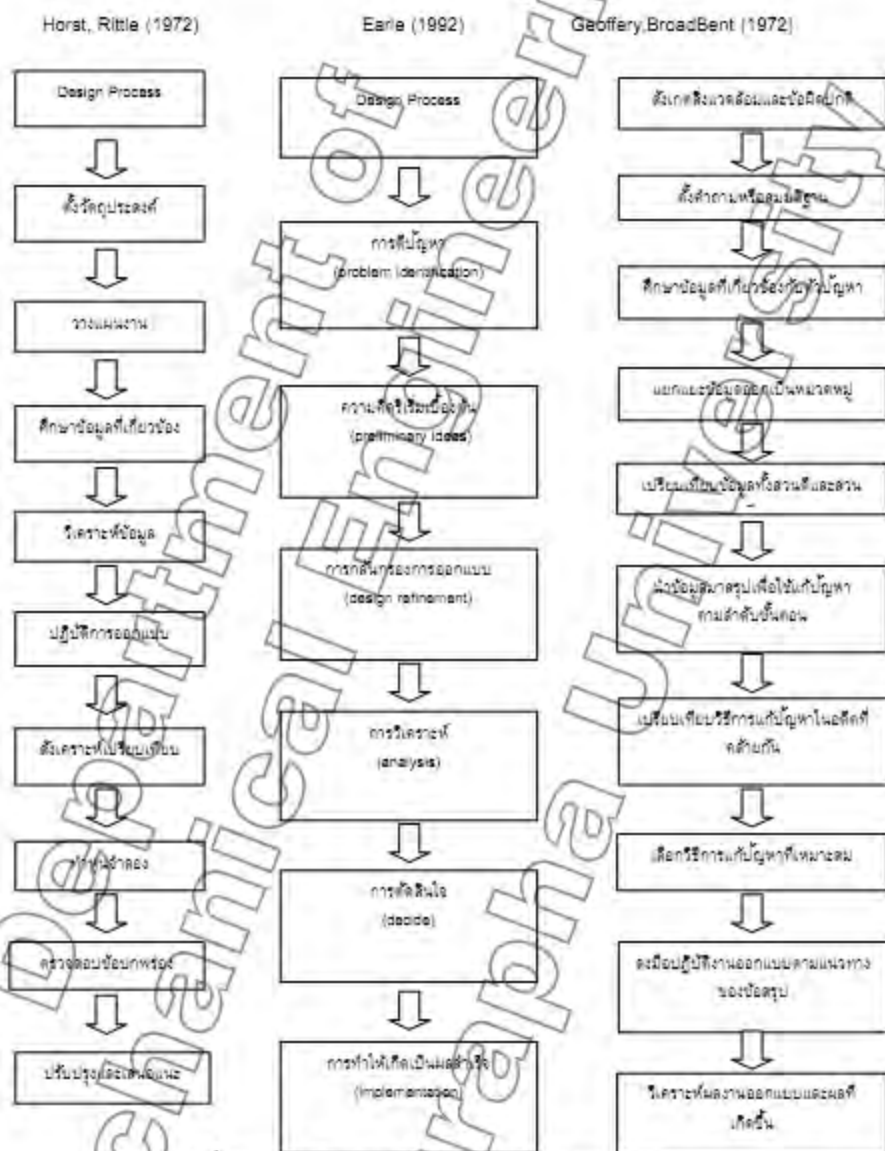 Horst, Rittle (1972)
Design Process
ตั้งวัตถุประสงค์
วางแผนงาน
ศึกษาข้อมูลที่เกี่ยวข้อง
วิเคราะห์ข้อมูล
ปฏิบัติการออกแบบ
สังเคราะห์เปรียบเทียบ
ทำหุ่นจำลอง
ตรวจสอบข้อบกพร่อง
ปรับปรุงและเสนอแนะ
Earle (1992)
Design Process
การตีปัญหา
(problem identification)
ความคิดริเริ่มเบื้องต้น
(preliminary ideas)
การกลั่นกรองการออกแบบ
(design refinement)
การวิเคราะห์
(analysis)
การตัดสินใจ
(decide)
การทำให้เกิดเป็นผลสำเร็จ
(implementation)
Geoffery,BroadBent (1972)
สังเกตสิ่งแวดล้อมและข้อผิดปกติ
ตั้งคำถามหรือสมมติฐาน
ศึกษาข้อมูลที่เกี่ยวข้องกับตัวปัญหา
แยกแยะข้อมูลออกเป็นหมวดหมู่
เปรียบเทียบข้อมูลทั้งส่วนดีและส่วน
นำข้อมูลมาสรุปเพื่อใช้แก้ปัญหา
ตามลำดับขั้นตอน
เปรียบเทียบวิธีการแก้ปัญหาในอดีตที่
คล้ายกัน
เลือกวิธีการแก้ปัญหาที่เหมาะสม
ลงมือปฏิบัติงานออกแบบตามแนวทาง
ของข้อสรุป
วิเคราะห์ผลงานออกแบบและผลที่
เกิดขึ้น
Department of
chanical Engineeri
rapha University